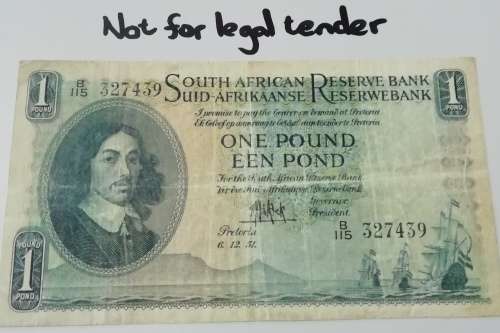 Not for legal tender
1 POUND
B/115 327439
SOUTH AFRICAN RESERVE BANK
SUID-AFRIKAANSE RESERWEBANK
1 POUND
I promise to pay the bearer on demand at Pretoria
Ek beloof op aanvraag te betaal aan toonder te Pretoria
ONE POUND
EEN POND
For the South African Reserve Bank
Vir die Suid-Afrikaanse Reserwebank
Governor
President
Pretoria
6.12.51.
B/115 327439
POUND
1
POND